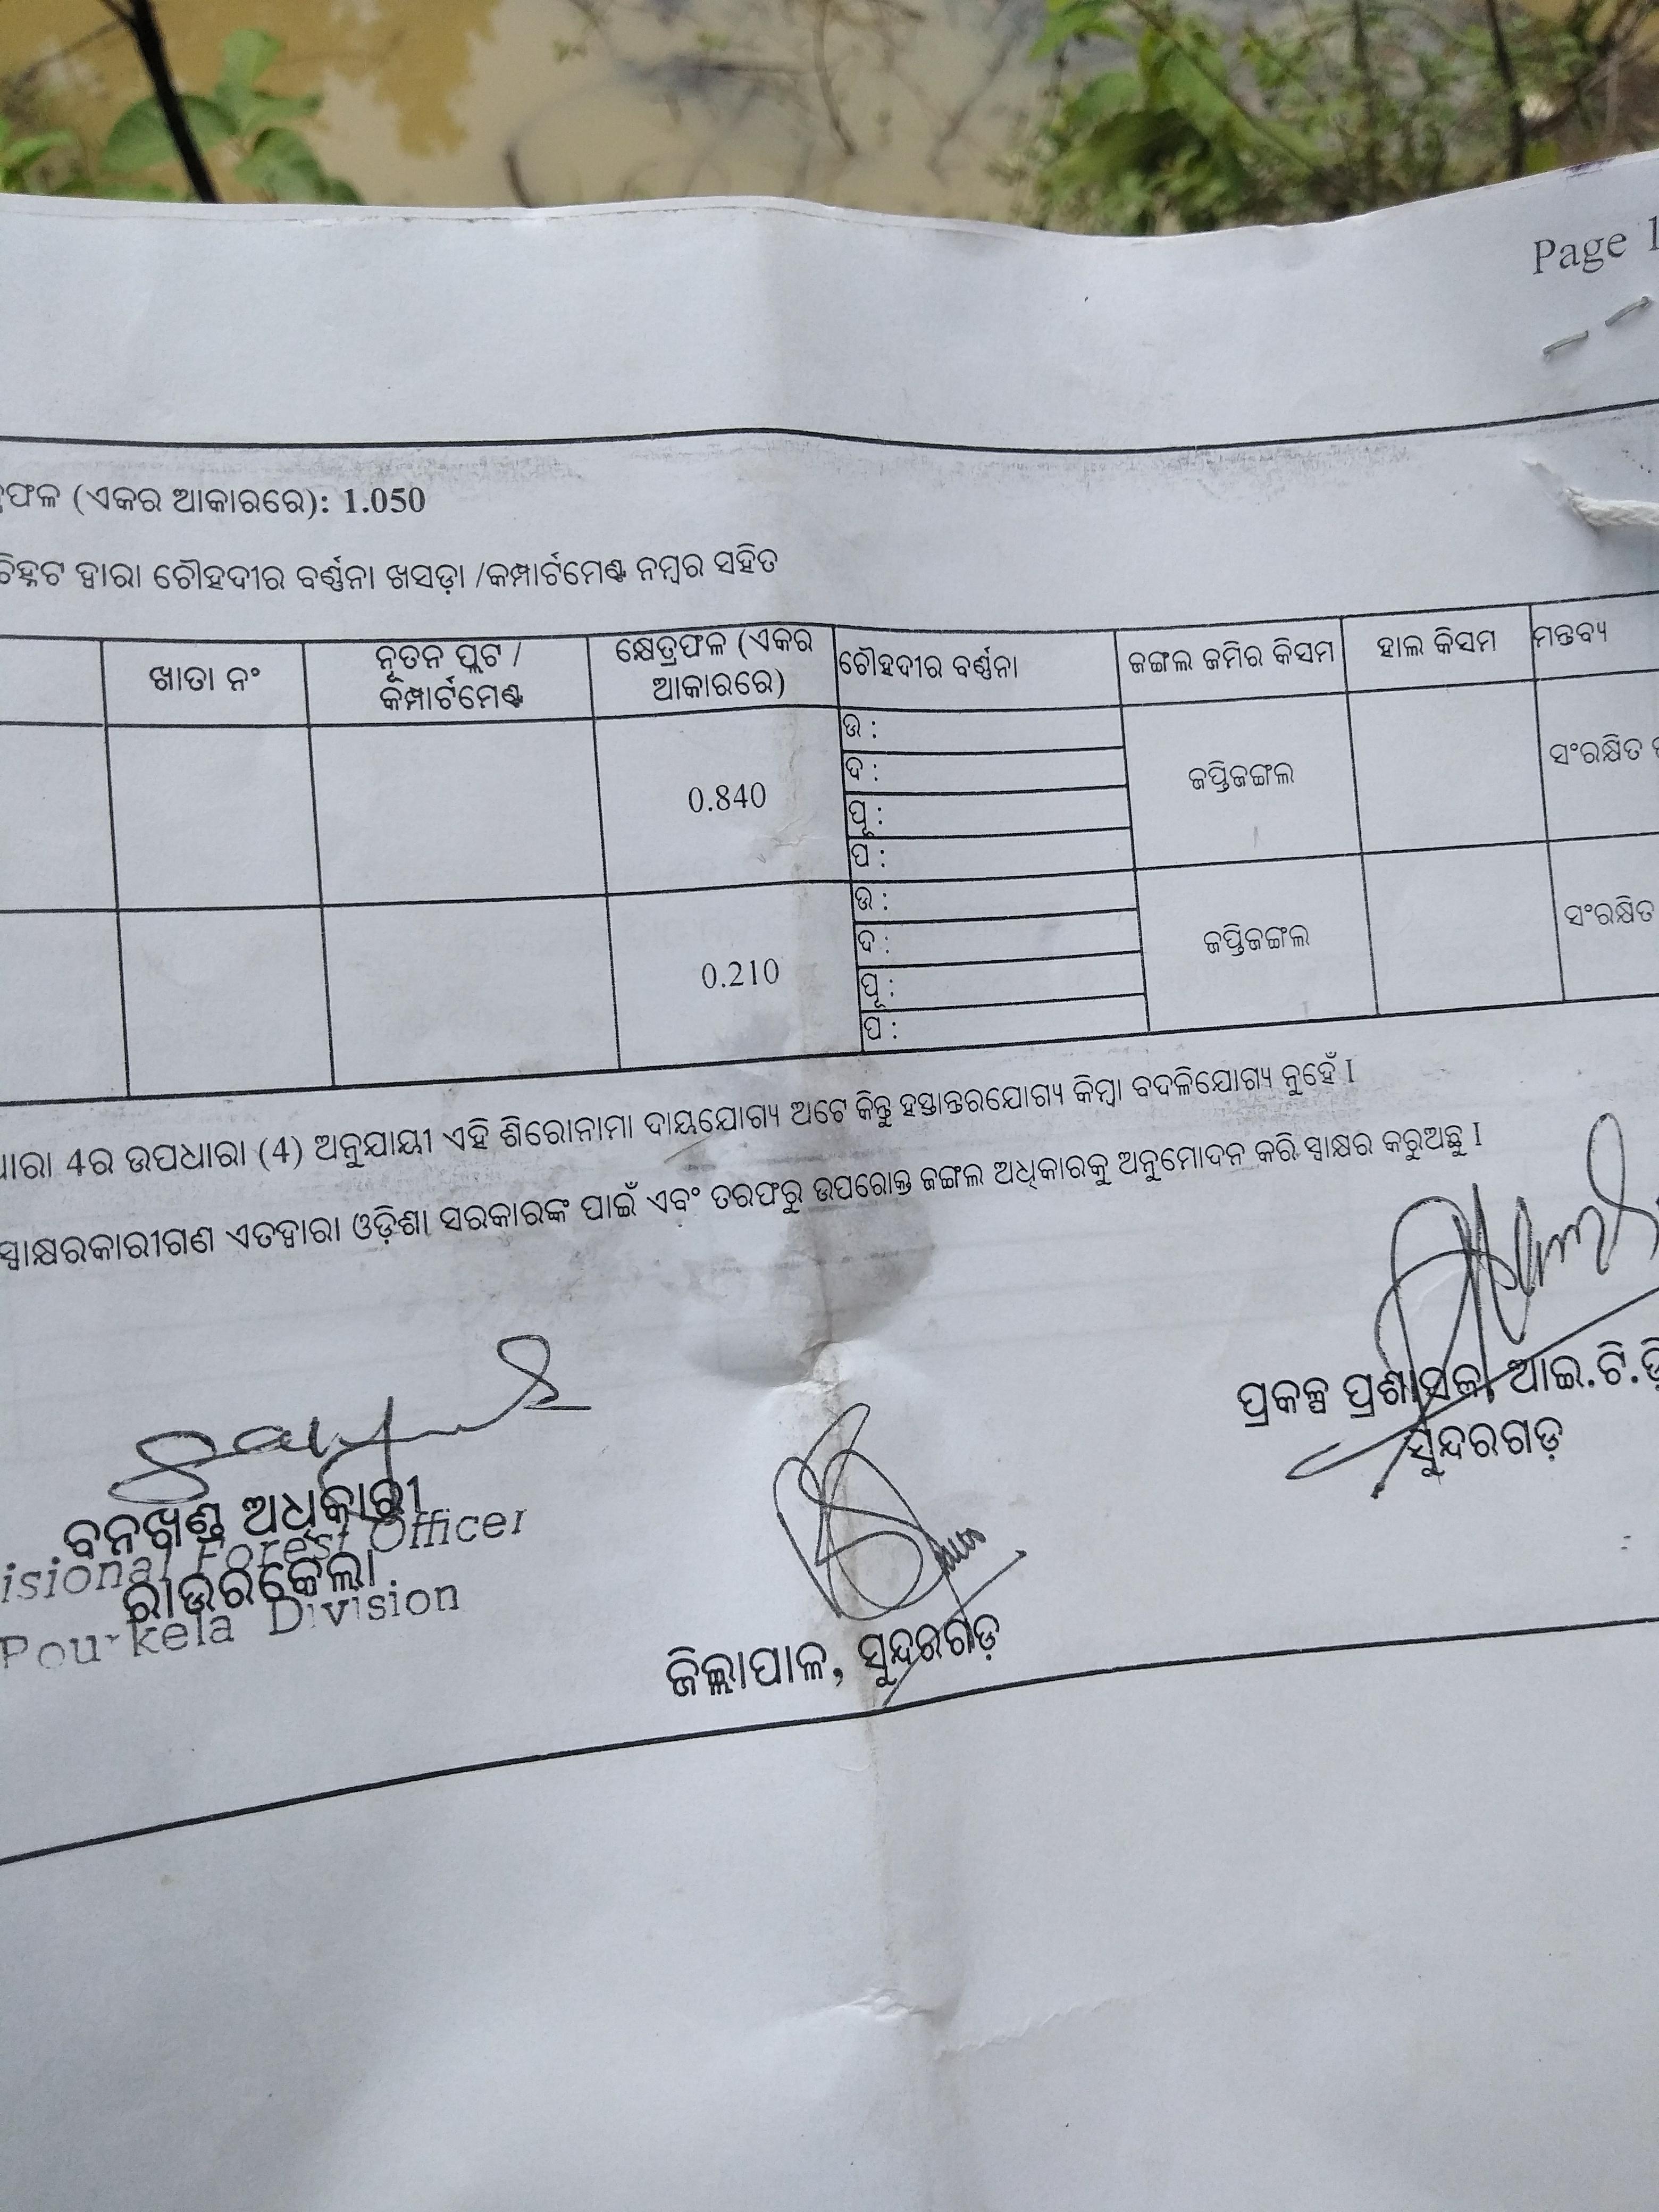 Page 1
(ଏକର ଆକାରରେ): 1.050
ଦ୍ୱାରା ଚୌହଦୀର ବର୍ଣ୍ଣନା ଖସଡ଼ା /କମ୍ପାର୍ଟମେଣ୍ଟ ନମ୍ବର ସହିତ
ଖାତା ନଂ
ନୂତନ ପ୍ଲଟ / କମ୍ପାର୍ଟମେଣ୍ଟ
କ୍ଷେତ୍ରଫଳ (ଏକର ଆକାରରେ)
ଚୌହଦୀର ବର୍ଣ୍ଣନା
ଜଙ୍ଗଲ ଜମିର କିସମ
ହାଲ କିସମ
ମନ୍ତବ୍ୟ
0.840
ଉ :
ଦ :
ପୂ :
ପ :
ଜପ୍ତିଜଙ୍ଗଲ
ସଂରକ୍ଷିତ
0.210
ଉ :
ଦ :
ପୂ :
ପ :
ଜପ୍ତିଜଙ୍ଗଲ
ସଂରକ୍ଷିତ
4ର ଉପଧାରା (4) ଅନୁଯାୟୀ ଏହି ଶିରୋନାମା ଦାୟଯୋଗ୍ୟ ଅଟେ କିନ୍ତୁ ହସ୍ତାନ୍ତରଯୋଗ୍ୟ କିମ୍ବା ବଦଳିଯୋଗ୍ୟ ନୁହେଁ I
ସ୍ୱାକ୍ଷରକାରୀଗଣ ଏତଦ୍ଦ୍ୱାରା ଓଡ଼ିଶା ସରକାରଙ୍କ ପାଇଁ ଏବଂ ତରଫରୁ ଉପରୋକ୍ତ ଜଙ୍ଗଲ ଅଧିକାରକୁ ଅନୁମୋଦନ କରି ସ୍ୱାକ୍ଷର କରୁଅଛୁ I
ପ୍ରକଳ୍ପ ପ୍ରଶାସକ, ଆଇ.ଟି.
ସୁନ୍ଦରଗଡ଼
ବନଖଣ୍ଡ ଅଧିକାରୀ
Forest Officer
ରାଉରକେଲା
Division
ଜିଲ୍ଲାପାଳ, ସୁନ୍ଦରଗଡ଼